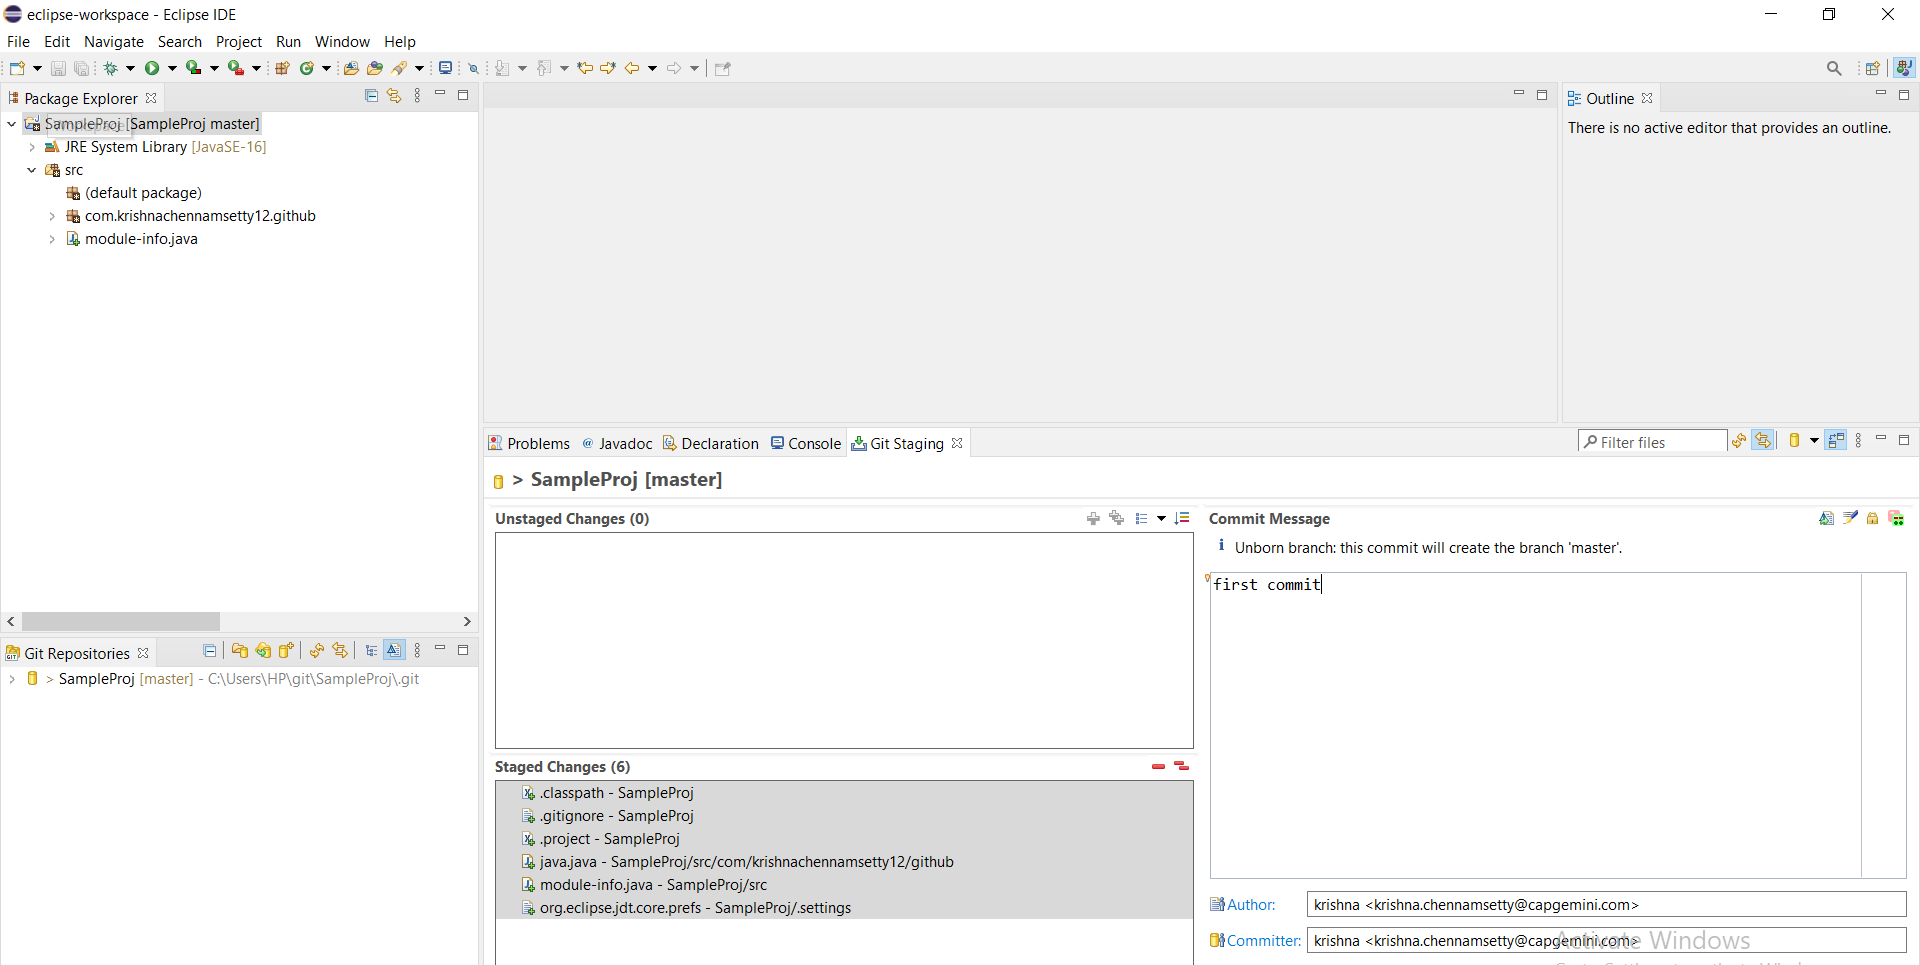 eclipse-workspace - Eclipse IDE
File Edit Navigate Search Project Run Window Help
Package Explorer
SampleProj [SampleProj master]
JRE System Library [JavaSE-16]
src
(default package)
com.krishnachennamsetty12.github
module-info.java
Outline
There is no active editor that provides an outline.
Git Repositories
> SampleProj [master] - C:\Users\HP\git\SampleProj\.git
Problems @ Javadoc Declaration Console Git Staging
Filter files
> SampleProj [master]
Unstaged Changes (0)
Staged Changes (6)
.classpath - SampleProj
.gitignore - SampleProj
.project - SampleProj
java.java - SampleProj/src/com/krishnachennamsetty12/github
module-info.java - SampleProj/src
org.eclipse.jdt.core.prefs - SampleProj/.settings
Commit Message
Unborn branch: this commit will create the branch 'master'.
first commit
Author: krishna <krishna.chennamsetty@capgemini.com>
Committer: krishna <krishna.chennamsetty@capgemini.com>
Activate Windows